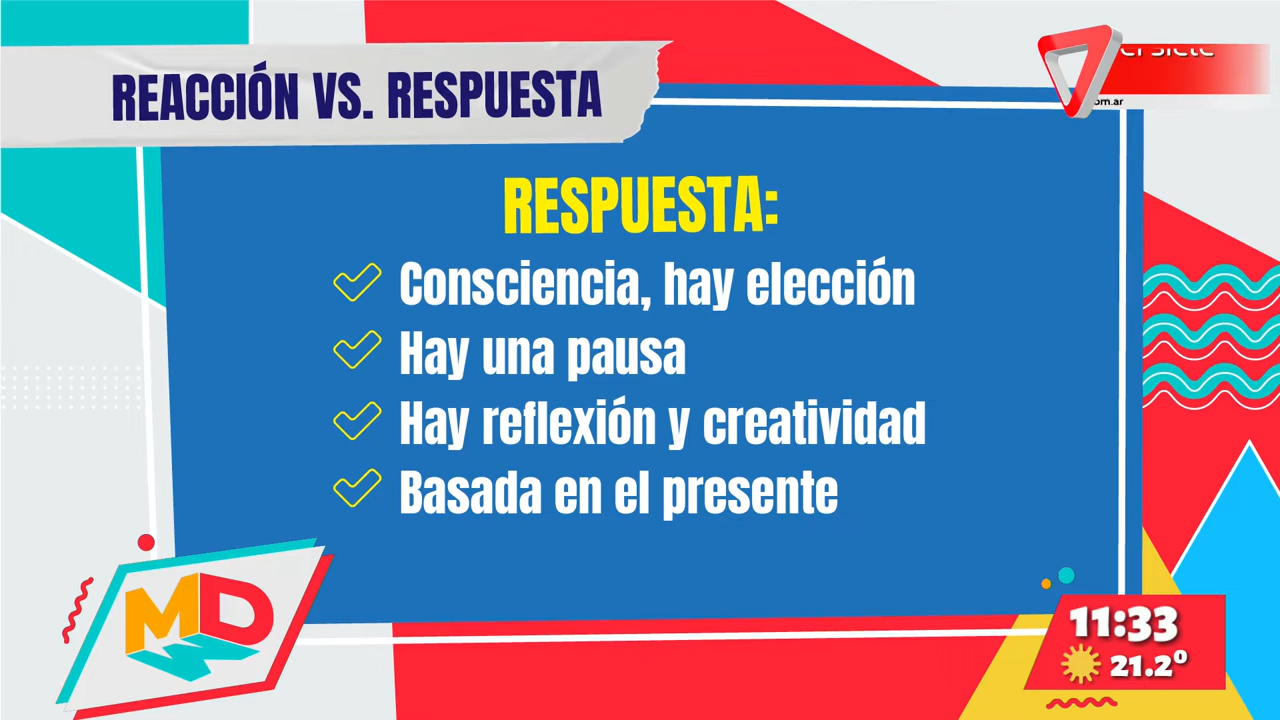 REACCIÓN VS. RESPUESTA
RESPUESTA:
Consciencia, hay elección
Hay una pausa
Hay reflexión y creatividad
Basada en el presente
MD
11:33
21.2º